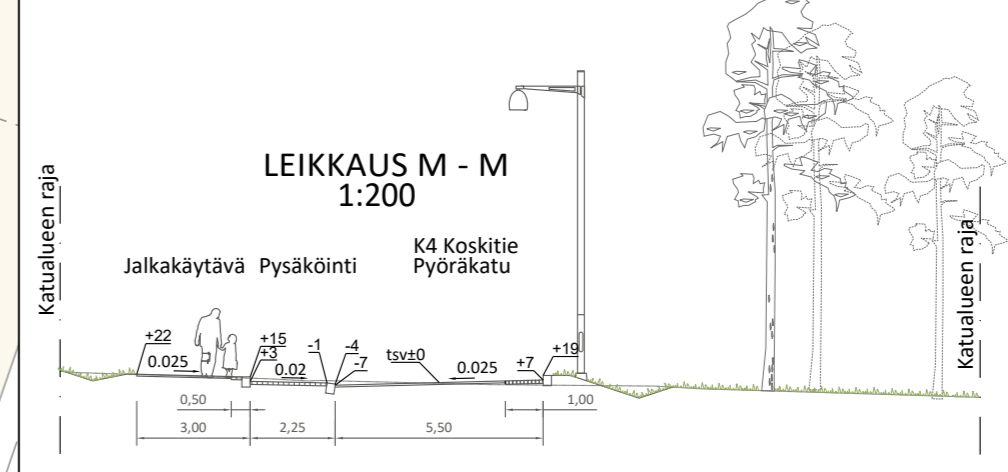 LEIKKAUS M - M
1:200
Katualueen raja
Jalkakäytävä
Pysäköinti
K4 Koskitie
Pyöräkatu
Katualueen raja
+22
0.025
+15
+3
0.02
-1
-4
-7
tsv±0
0.025
+7
+19
0,50
1,00
3,00
2,25
5,50